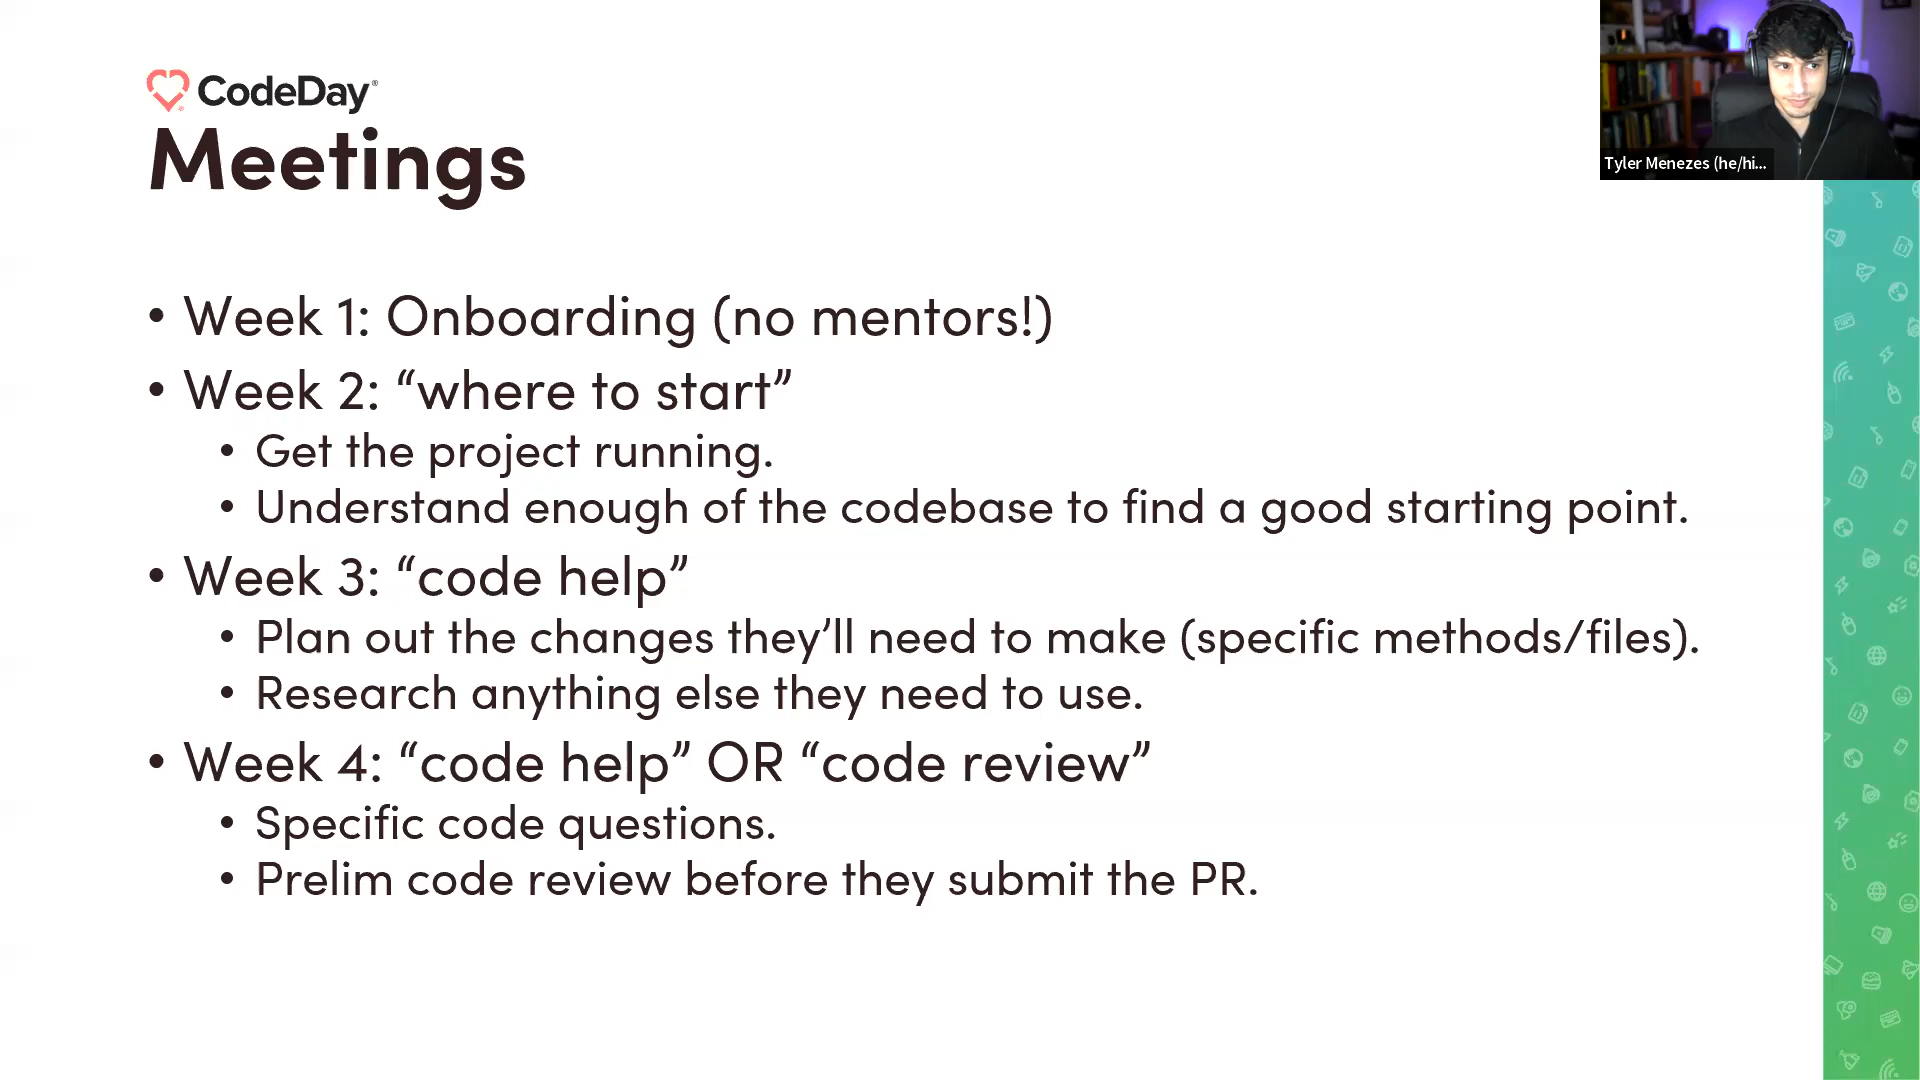 CodeDay®
Meetings
Tyler Menezes (he/hi...
• Week 1: Onboarding (no mentors!)
• Week 2: “where to start”
• Get the project running.
• Understand enough of the codebase to find a good starting point.
• Week 3: “code help”
• Plan out the changes they’ll need to make (specific methods/files).
• Research anything else they need to use.
• Week 4: “code help” OR “code review”
• Specific code questions.
• Prelim code review before they submit the PR.